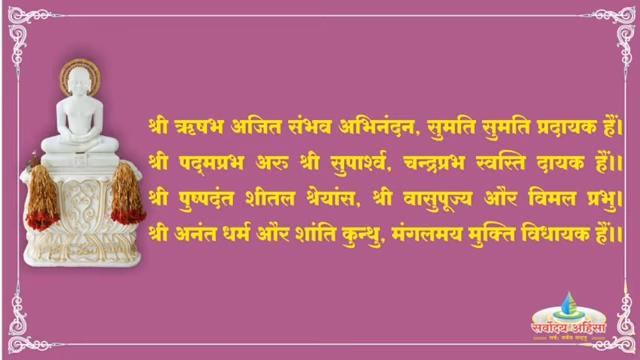 श्री ऋषभ अजित संभव अभिनंदन, सुमति सुमति प्रदायक हैं।
श्री पद्मप्रभ अरु श्री सुपार्श्व, चन्द्रप्रभ स्वस्ति दायक हैं।।
श्री पुष्पदंत शीतल श्रेयांस, श्री वासुपूज्य और विमल प्रभु।
श्री अनंत धर्म और शांति कुन्थु, मंगलमय मुक्ति विधायक हैं।।
सर्वोदय अहिंसा